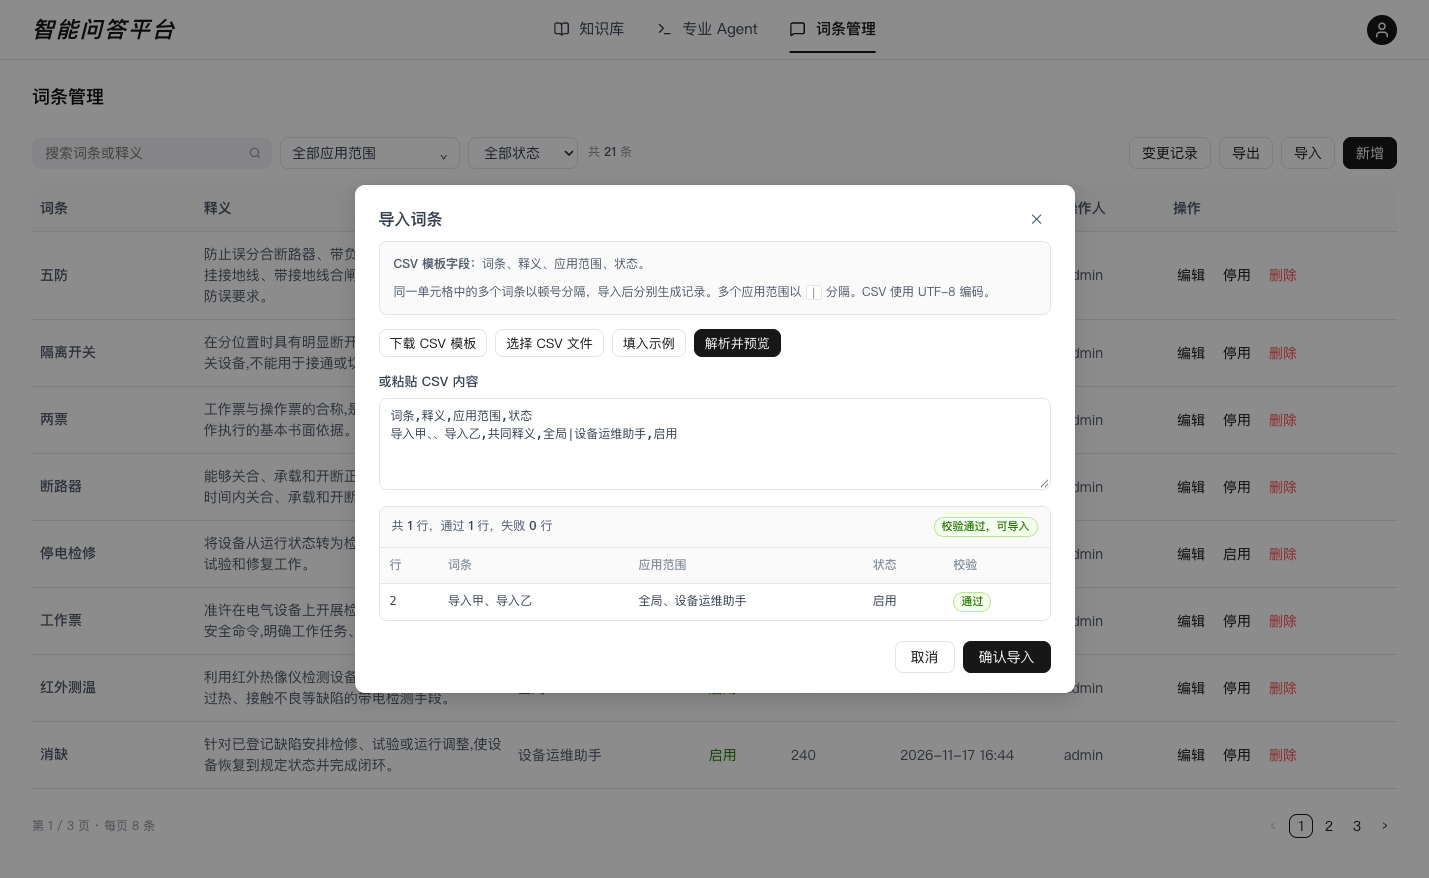 智能问答平台
知识库
专业 Agent
词条管理
词条管理
搜索词条或释义
全部应用范围
全部状态
共 21 条
变更记录
导出
导入
新增
词条
释义
作人
操作
五防
防止误分合断路器、带负
挂接地线、带接地线合闸
防误要求。
dmin
编辑
停用
删除
隔离开关
在分位置时具有明显断开
关设备,不能用于接通或切
dmin
编辑
停用
删除
两票
工作票与操作票的合称,是
作执行的基本书面依据。
dmin
编辑
停用
删除
断路器
能够关合、承载和开断正
时间内关合、承载和开断
dmin
编辑
停用
删除
停电检修
将设备从运行状态转为检
试验和修复工作。
dmin
编辑
启用
删除
工作票
准许在电气设备上开展检
安全命令,明确工作任务、
dmin
编辑
停用
删除
红外测温
利用红外热像仪检测设备
过热、接触不良等缺陷的带电检测手段。
dmin
编辑
停用
删除
消缺
针对已登记缺陷安排检修、试验或运行调整,使设
备恢复到规定状态并完成闭环。
设备运维助手
启用
240
2026-11-17 16:44
admin
编辑
停用
删除
第 1 / 3 页 · 每页 8 条
1
2
3
导入词条
CSV 模板字段：词条、释义、应用范围、状态。
同一单元格中的多个词条以顿号分隔，导入后分别生成记录。多个应用范围以 | 分隔。CSV 使用 UTF-8 编码。
下载 CSV 模板
选择 CSV 文件
填入示例
解析并预览
或粘贴 CSV 内容
词条,释义,应用范围,状态
导入甲、、导入乙,共同释义,全局|设备运维助手,启用
共 1 行，通过 1 行，失败 0 行
校验通过，可导入
行
词条
应用范围
状态
校验
2
导入甲、导入乙
全局、设备运维助手
启用
通过
取消
确认导入